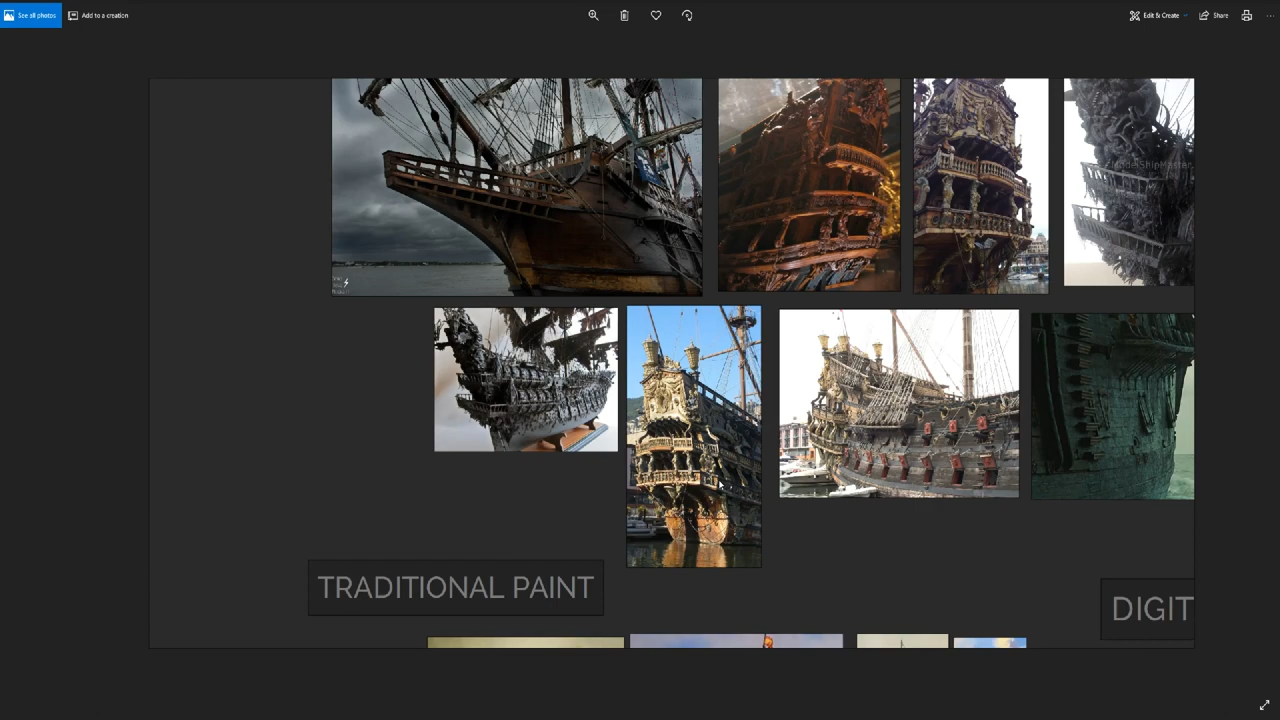 See all photos
Add to a creation
Edit & Create
Share
TRADITIONAL PAINT
DIGIT